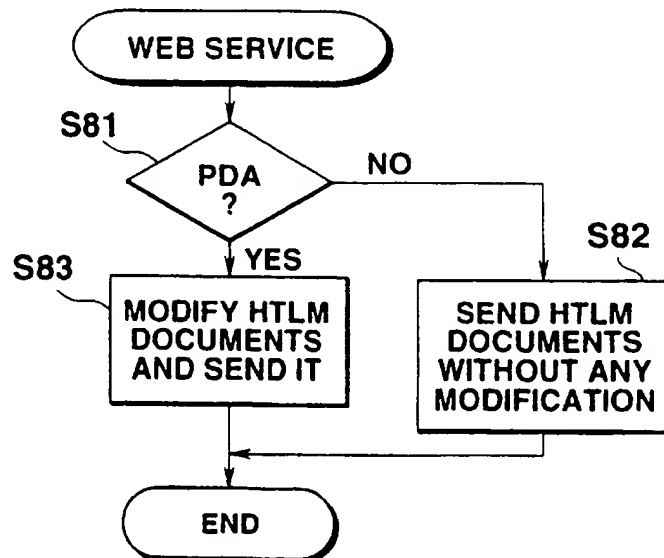 WEB SERVICE
S81
PDA
?
NO
YES
S83
MODIFY HTLM
DOCUMENTS
AND SEND IT
S82
SEND HTLM
DOCUMENTS
WITHOUT ANY
MODIFICATION
END